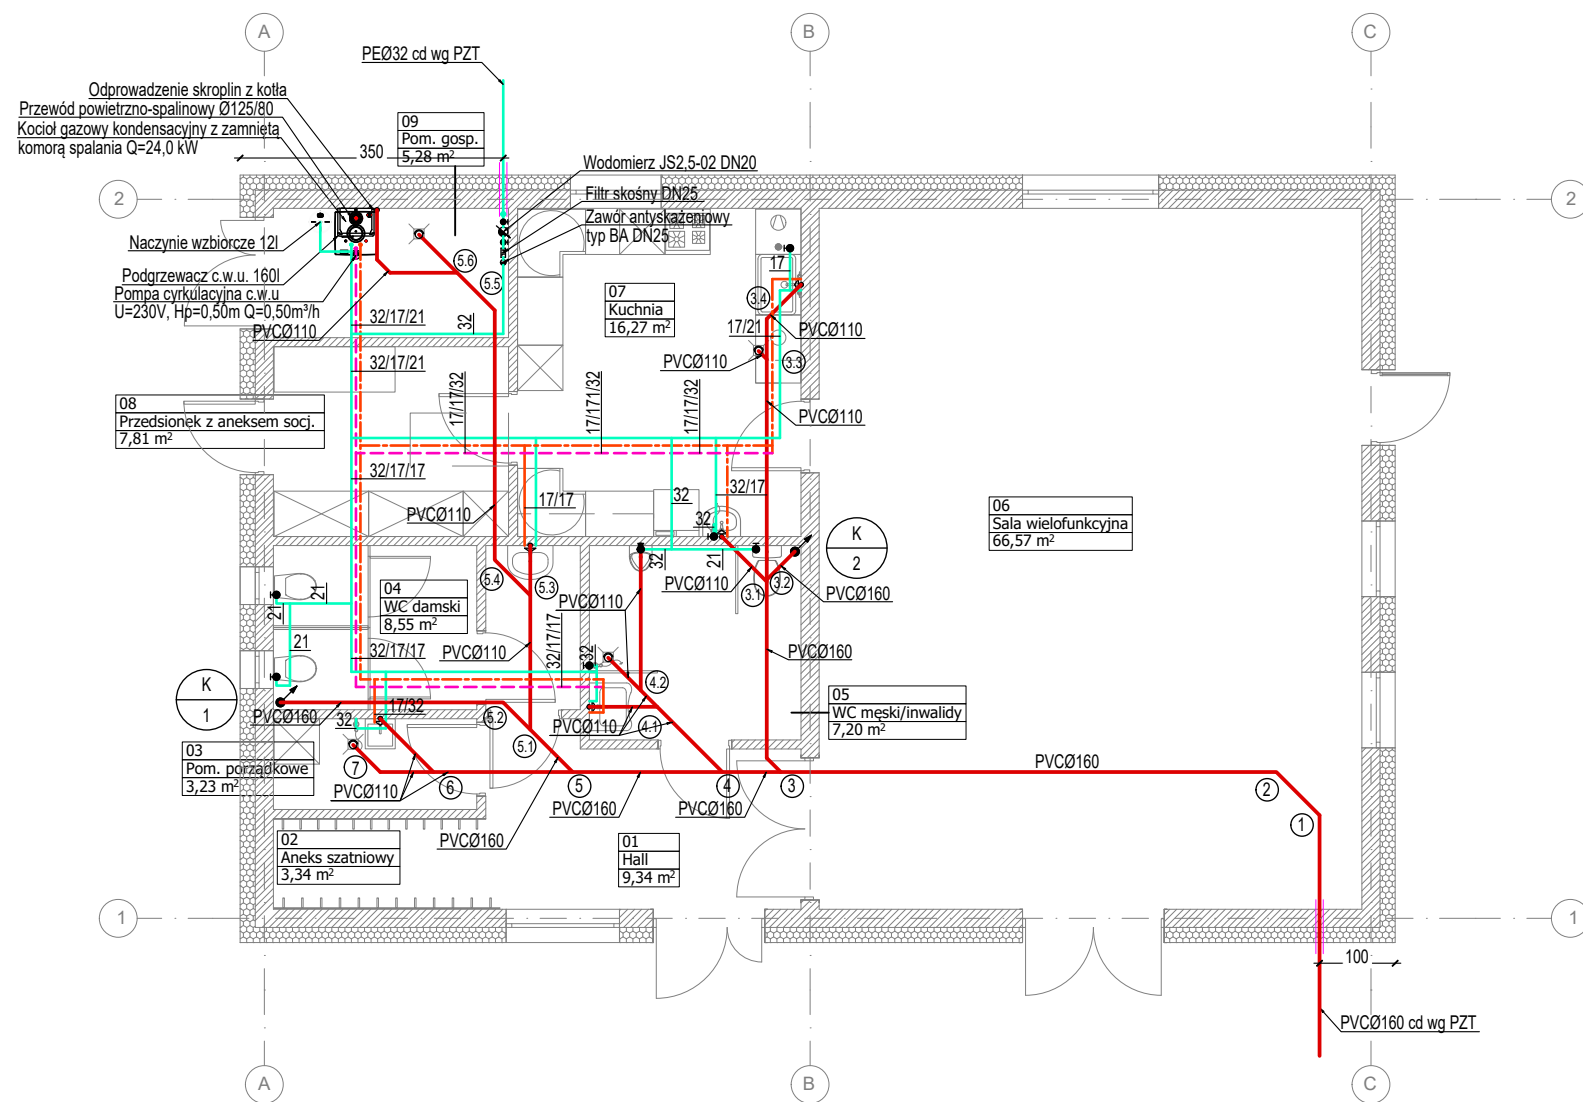 A
B
C
PEØ32 cd wg PZT
Odprowadzenie skroplin z kotła
Przewód powietrzno-spalinowy Ø125/80
Kocioł gazowy kondensacyjny z zamniętą
komorą spalania Q=24,0 kW
09
Pom. gosp.
5,28 m²
350
Wodomierz JS2,5-02 DN20
Filtr skośny DN25
Zawór antyskażeniowy
typ BA DN25
2
2
Naczynie wzbiorcze 12l
Podgrzewacz c.w.u. 160l
Pompa cyrkulacyjna c.w.u
U=230V, Hp=0,50m Q=0,50m³/h
PVCØ110
5.6
5.5
17
3.4
07
Kuchnia
16,27 m²
32/17/21
32
17/21
PVCØ110
PVCØ110
3.3
32/17/21
17/17/32
17/171/32
17/17/32
PVCØ110
08
Przedsionek z aneksem socj.
7,81 m²
32/17/17
PVCØ110
17/17
32
32/17
32
06
Sala wielofunkcyjna
66,57 m²
K
2
5.4
5.3
32
21
PVCØ110
3.1
3.2
PVCØ160
21
21
21
04
WC damski
8,55 m²
PVCØ110
PVCØ110
32/17/17
32/17/17
32
PVCØ160
4.2
K
1
PVCØ160
17/32
32
5.2
5.1
PVCØ110
4.1
05
WC męski/inwalidy
7,20 m²
03
Pom. porządkowe
3,23 m²
7
PVCØ110
6
5
PVCØ160
4
PVCØ160
3
PVCØ160
2
1
02
Aneks szatniowy
3,34 m²
PVCØ160
01
Hall
9,34 m²
1
1
100
PVCØ160 cd wg PZT
A
B
C